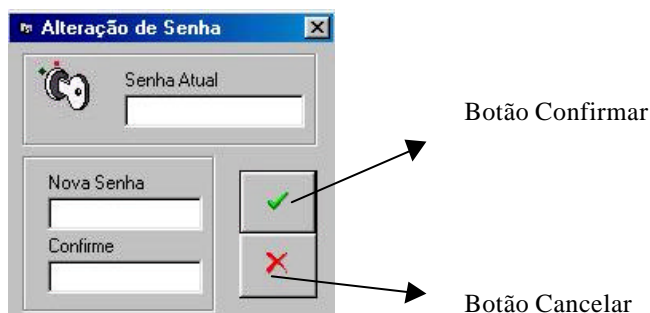 Alteração de Senha
Senha Atual
Botão Confirmar
Nova Senha
Confirme
Botão Cancelar